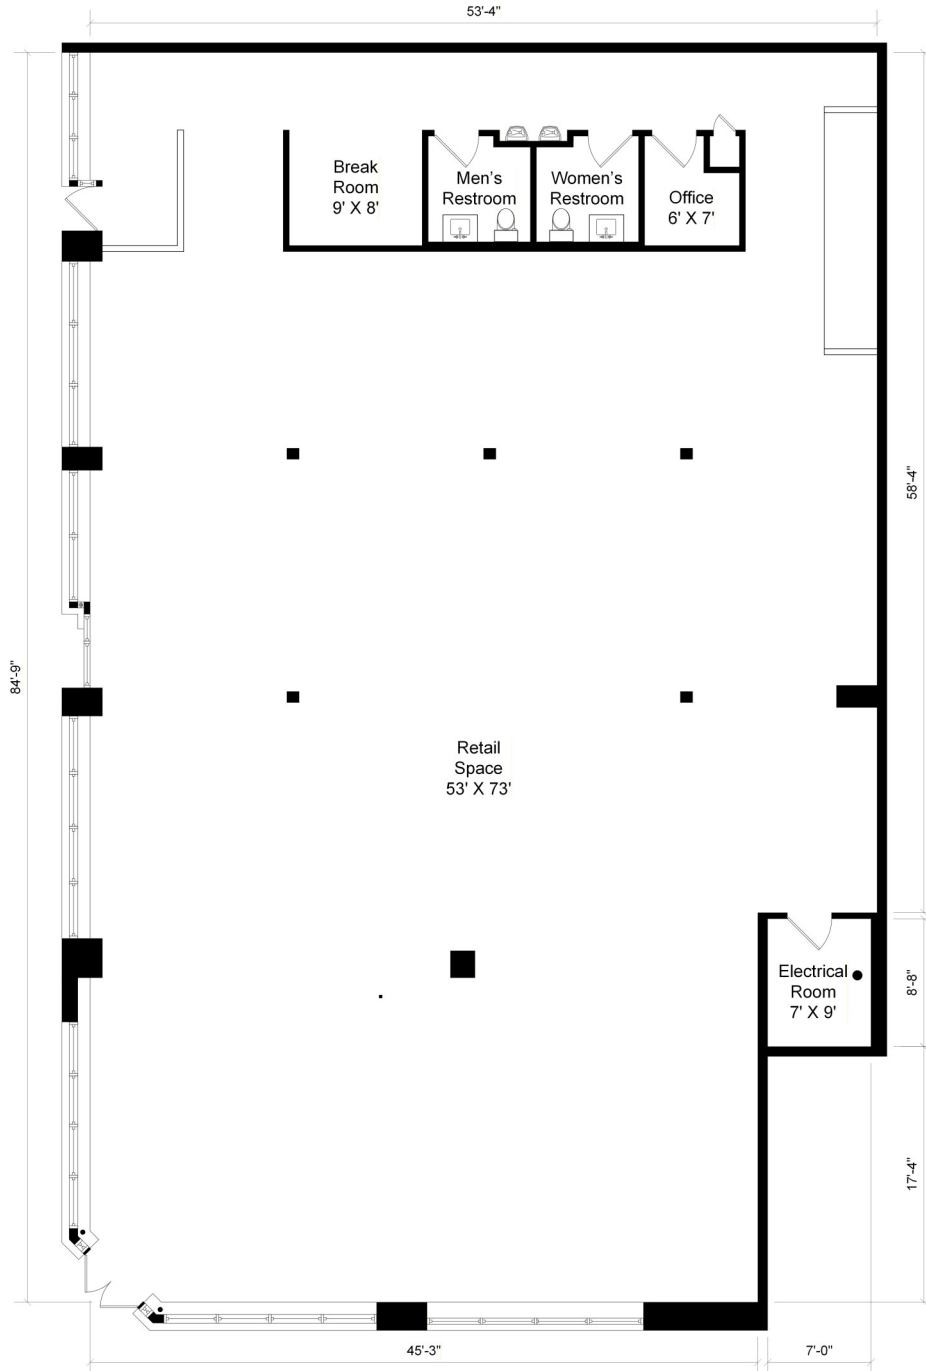 53'-4"
Break
Room
9' X 8'
Men's
Restroom
Women's
Restroom
Office
6' X 7'
58'-4"
84'-9"
Retail
Space
53' X 73'
Electrical
Room
7' X 9'
8'-8"
17'-4"
45'-3"
7'-0"